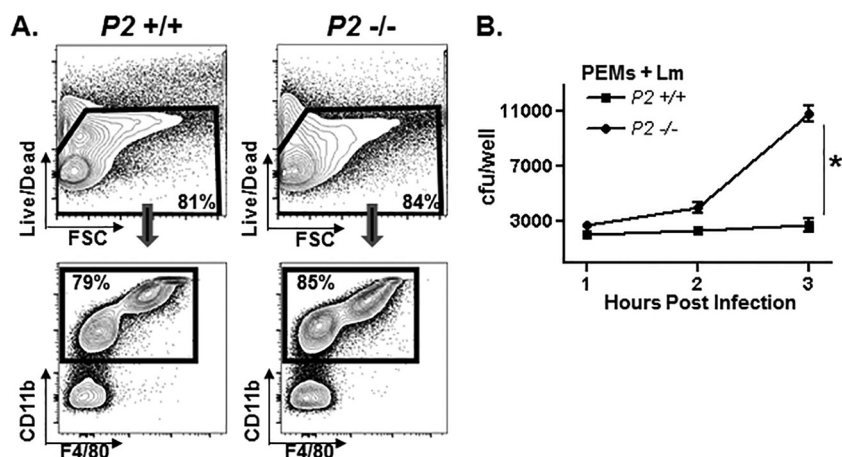 A.
P2 +/+
P2 -/-
Live/Dead
81%
FSC
Live/Dead
84%
FSC
79%
CD11b
F4/80
85%
CD11b
F4/80
B.
PEMs + Lm
P2 +/+
P2 -/-
cfu/well
11000
7000
3000
*
1 2 3
Hours Post Infection